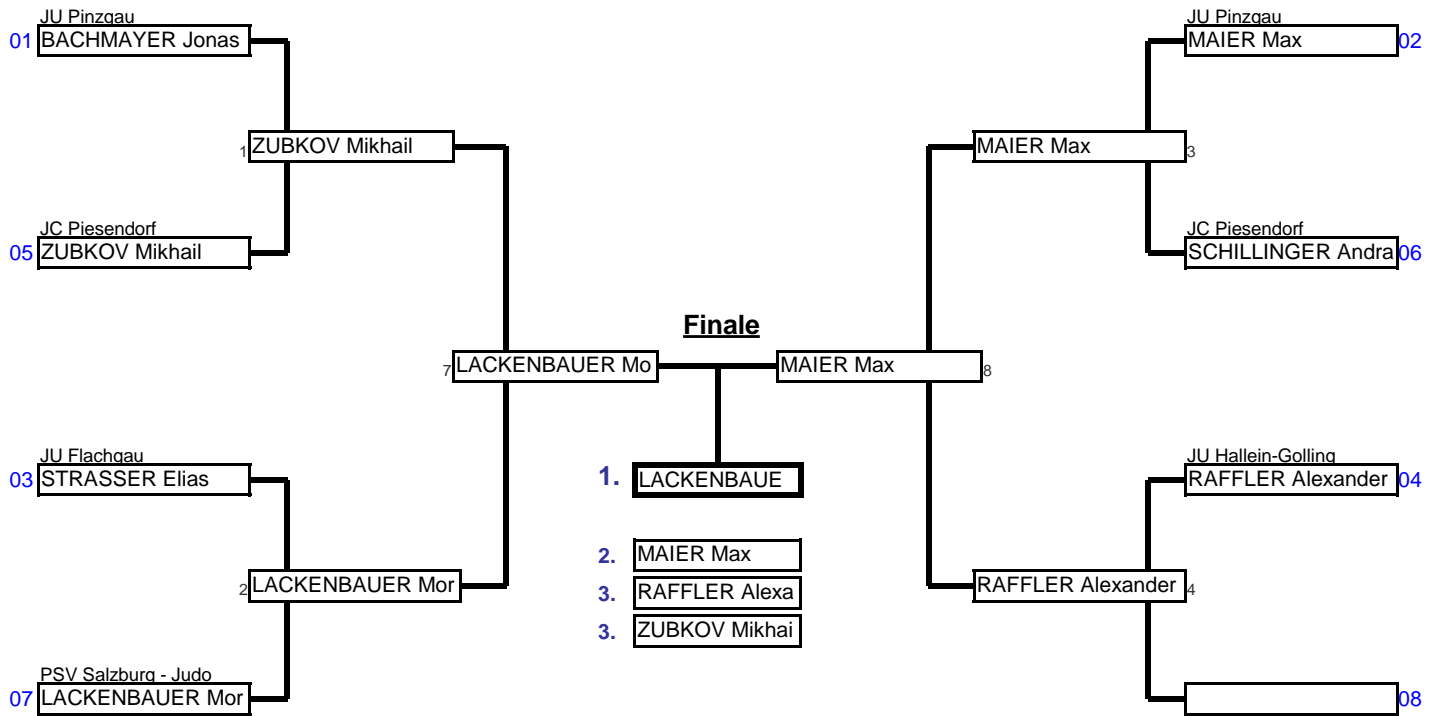 JU Pinzgau
01 BACHMAYER Jonas
JU Pinzgau
MAIER Max 02
1 ZUBKOV Mikhail
MAIER Max 3
JC Piesendorf
05 ZUBKOV Mikhail
JC Piesendorf
SCHILLINGER Andra 06
Finale
7 LACKENBAUER Mo
MAIER Max 8
JU Flachgau
03 STRASSER Elias
1. LACKENBAUE
JU Hallein-Golling
RAFFLER Alexander 04
2. MAIER Max
3. RAFFLER Alexa
3. ZUBKOV Mikhai
2 LACKENBAUER Mor
RAFFLER Alexander 4
PSV Salzburg - Judo
07 LACKENBAUER Mor
08